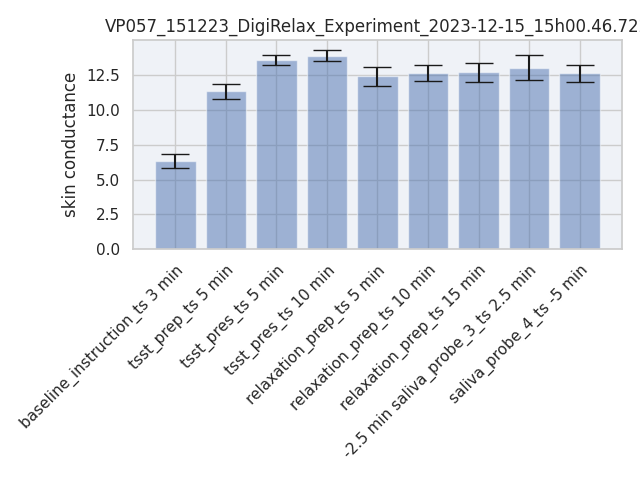 VP057_151223_DigiRelax_Experiment_2023-12-15_15h00.46.72
skin conductance
12.5
10.0
7.5
5.0
2.5
0.0
baseline_instruction_ts 3 min
tsst_prep_ts 5 min
tsst_pres_ts 5 min
tsst_pres_ts 10 min
relaxation_prep_ts 5 min
relaxation_prep_ts 10 min
relaxation_prep_ts 15 min
-2.5 min saliva_probe_3_ts 2.5 min
saliva_probe_4_ts -5 min